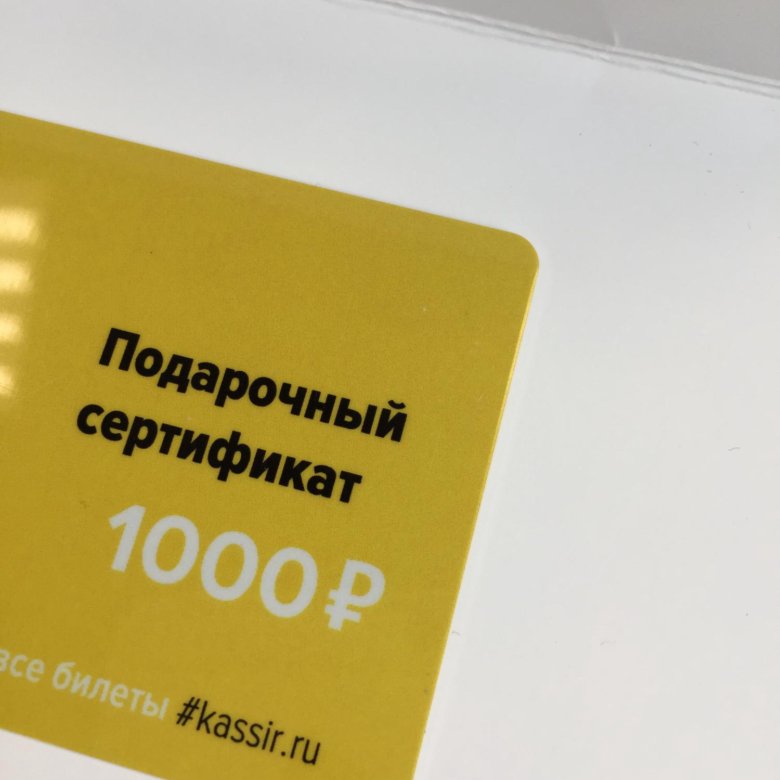 Подарочный
сертификат
1000₽
все билеты #kassir.ru